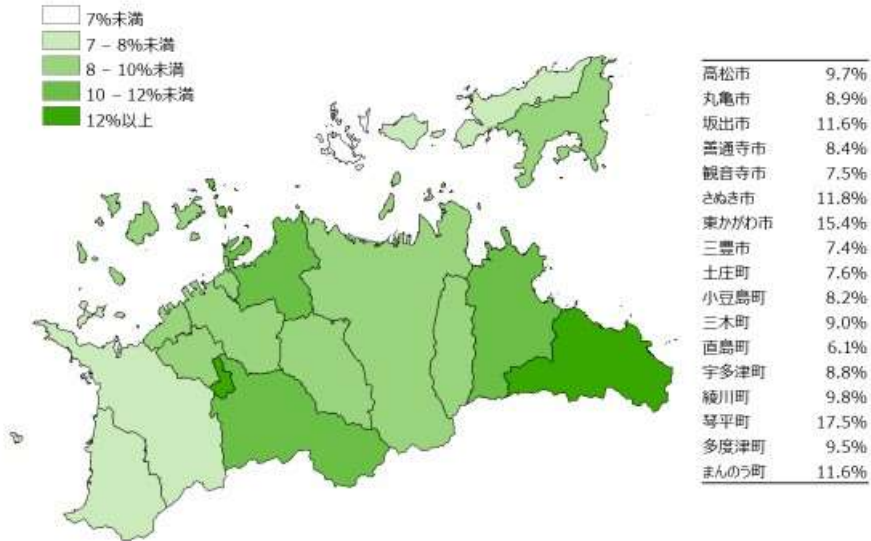 7%未満
7 – 8%未満
8 – 10%未満
10 – 12%未満
12%以上
高松市 9.7%
丸亀市 8.9%
坂出市 11.6%
善通寺市 8.4%
観音寺市 7.5%
さぬき市 11.8%
東かがわ市 15.4%
三豊市 7.4%
土庄町 7.6%
小豆島町 8.2%
三木町 9.0%
直島町 6.1%
宇多津町 8.8%
綾川町 9.8%
琴平町 17.5%
多度津町 9.5%
まんのう町 11.6%